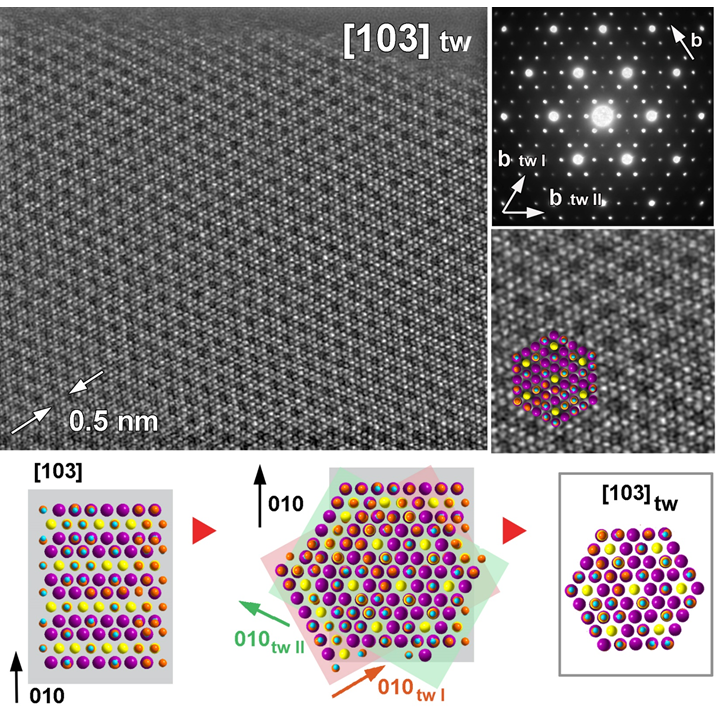 [103] tw
b
b tw I
b tw II
0.5 nm
[103]
010
010
010 tw II
010 tw I
[103] tw